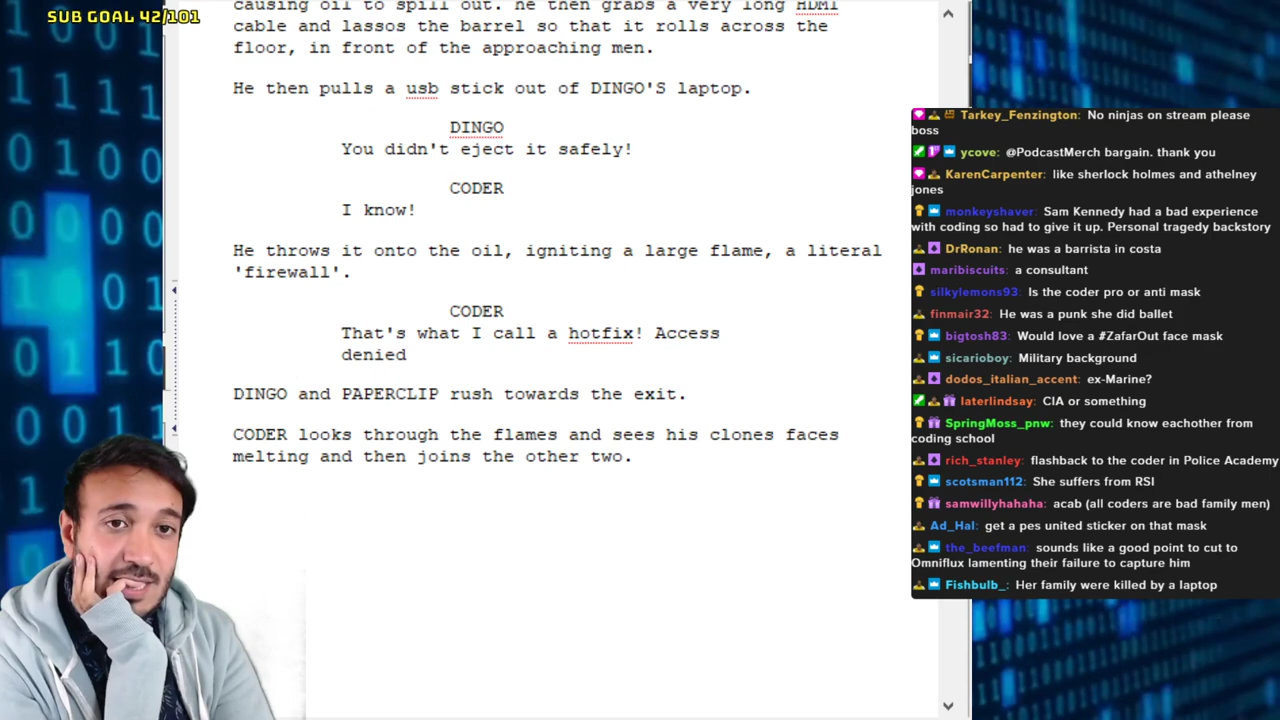 SUB GOAL 42/101
causing oil to spill out. He then grabs a very long HDMI
cable and lassos the barrel so that it rolls across the
floor, in front of the approaching men.
He then pulls a usb stick out of DINGO'S laptop.
DINGO
You didn't eject it safely!
CODER
I know!
He throws it onto the oil, igniting a large flame, a literal
'firewall'.
CODER
That's what I call a hotfix! Access
denied
DINGO and PAPERCLIP rush towards the exit.
CODER looks through the flames and sees his clones faces
melting and then joins the other two.
Tarkey_Fenzington: No ninjas on stream please
boss
ycove: @PodcastMerch bargain. thank you
KarenCarpenter: like sherlock holmes and athelney
jones
monkeyshaver: Sam Kennedy had a bad experience
with coding so had to give it up. Personal tragedy backstory
DrRonan: he was a barrista in costa
maribiscuits: a consultant
silkylemons93: Is the coder pro or anti mask
finmair32: He was a punk she did ballet
bigtosh83: Would love a #ZafarOut face mask
sicarioboy: Military background
dodos_italian_accent: ex-Marine?
laterlindsay: CIA or something
SpringMoss_pnw: they could know eachother from
coding school
rich_stanley: flashback to the coder in Police Academy
scotsman112: She suffers from RSI
samwillyhahaha: acab (all coders are bad family men)
Ad_Hal: get a pes united sticker on that mask
the_beefman: sounds like a good point to cut to
Omniflux lamenting their failure to capture him
Fishbulb_: Her family were killed by a laptop